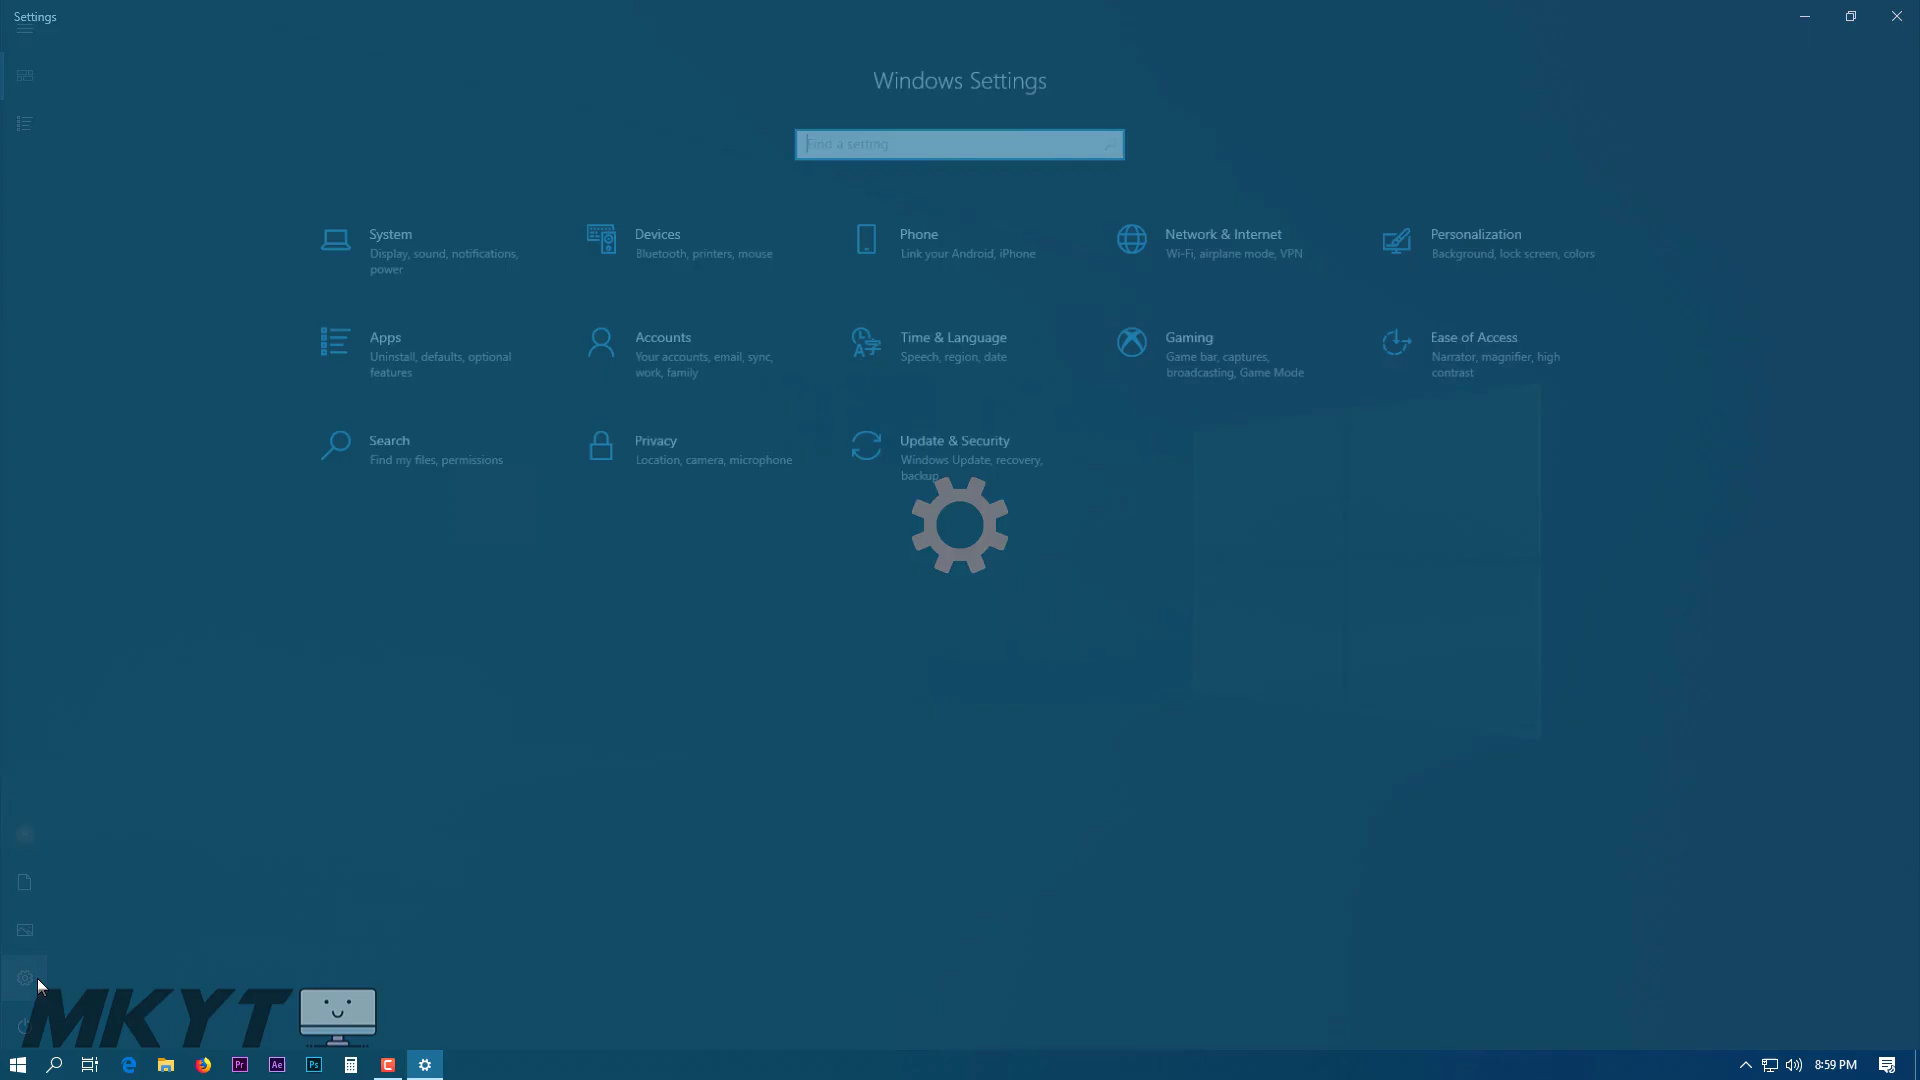 Settings
Windows Settings
Find a setting
System
Display, sound, notifications,
power
Devices
Bluetooth, printers, mouse
Phone
Link your Android, iPhone
Network & Internet
Wi-Fi, airplane mode, VPN
Personalization
Background, lock screen, colors
Apps
Uninstall, defaults, optional
features
Accounts
Your accounts, email, sync,
work, family
Time & Language
Speech, region, date
Gaming
Game bar, captures,
broadcasting, Game Mode
Ease of Access
Narrator, magnifier, high
contrast
Search
Find my files, permissions
Privacy
Location, camera, microphone
Update & Security
Windows Update, recovery,
backup
MKYT
Pr
Ae
Ps
8:59 PM